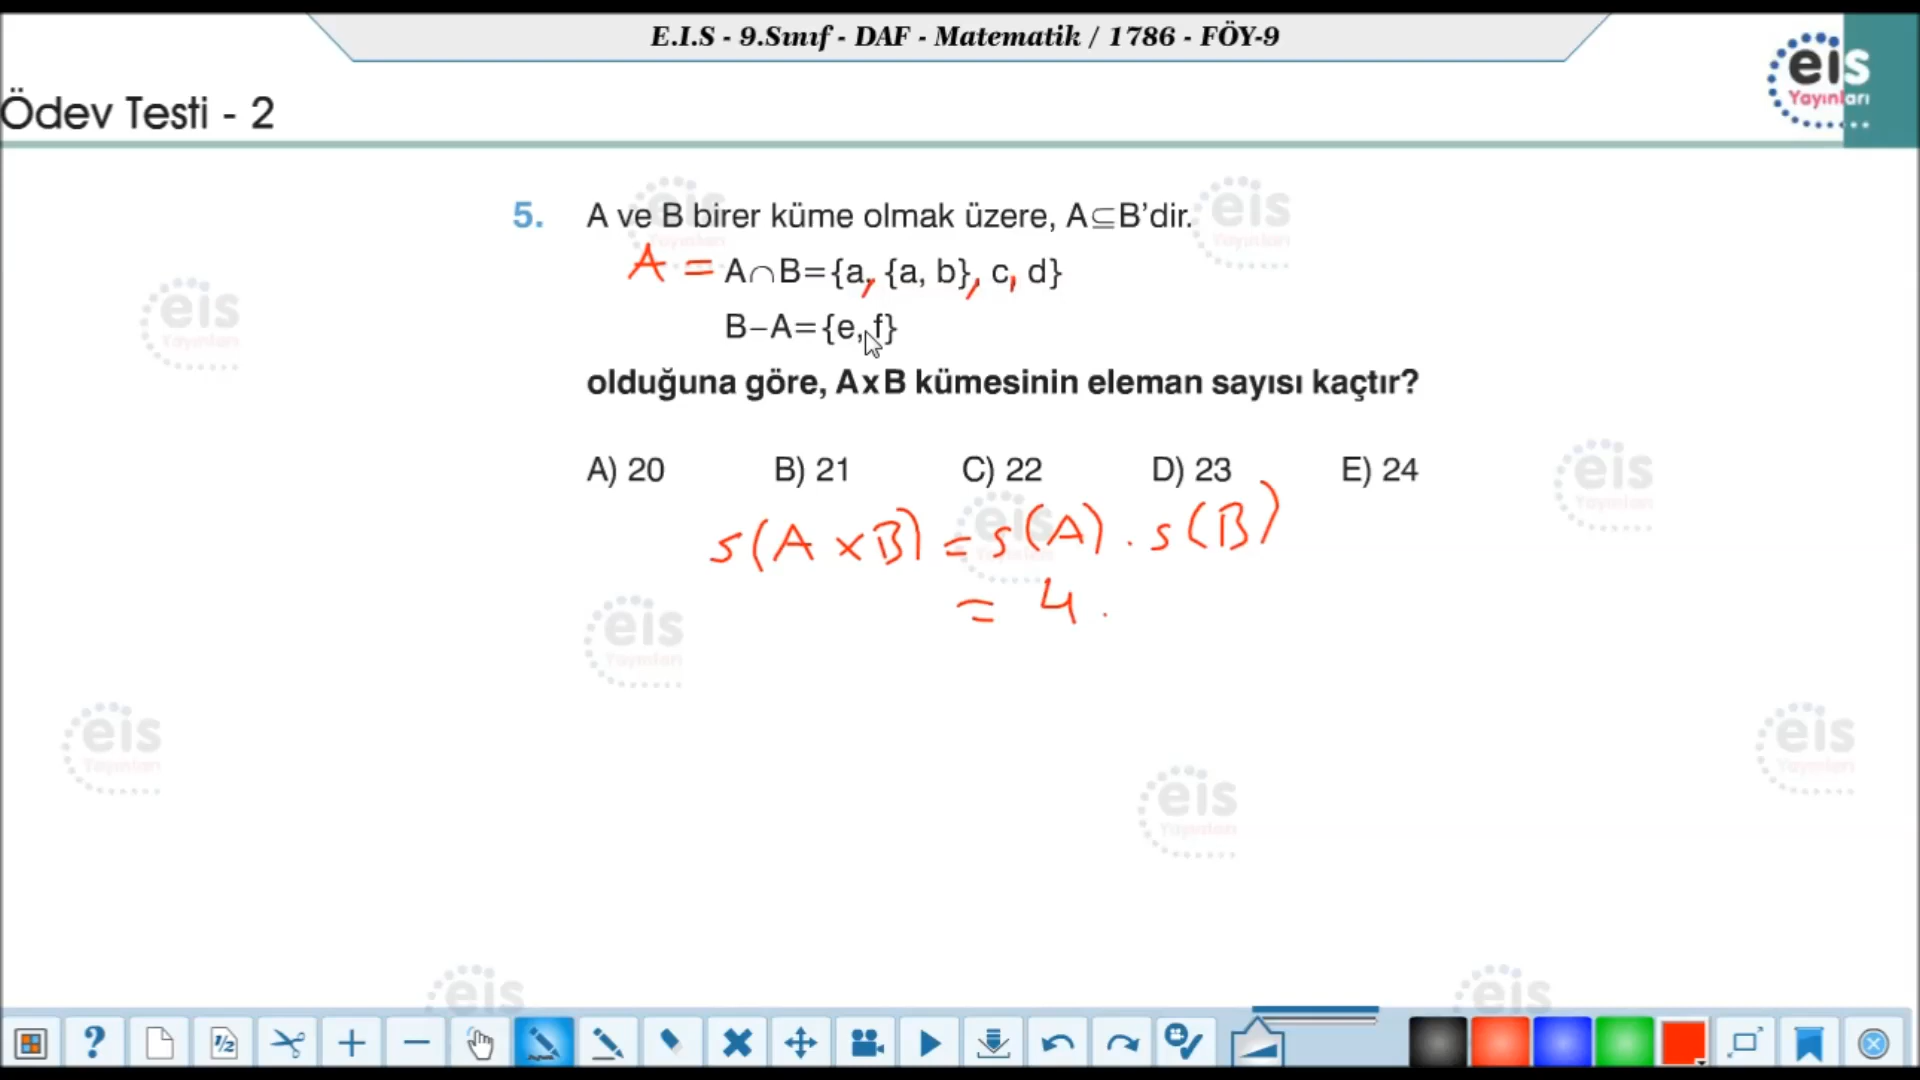 E.I.S - 9.Sınıf - DAF - Matematik / 1786 - FÖY-9
eis
Yayınları
Ödev Testi - 2
5. A ve B birer küme olmak üzere, A⊆B'dir.
A = A∩B={a, {a, b}, c, d}
B−A={e, f}
olduğuna göre, AxB kümesinin eleman sayısı kaçtır?
A) 20 B) 21 C) 22 D) 23 E) 24
s(A x B) = s(A) . s(B)
= 4 .